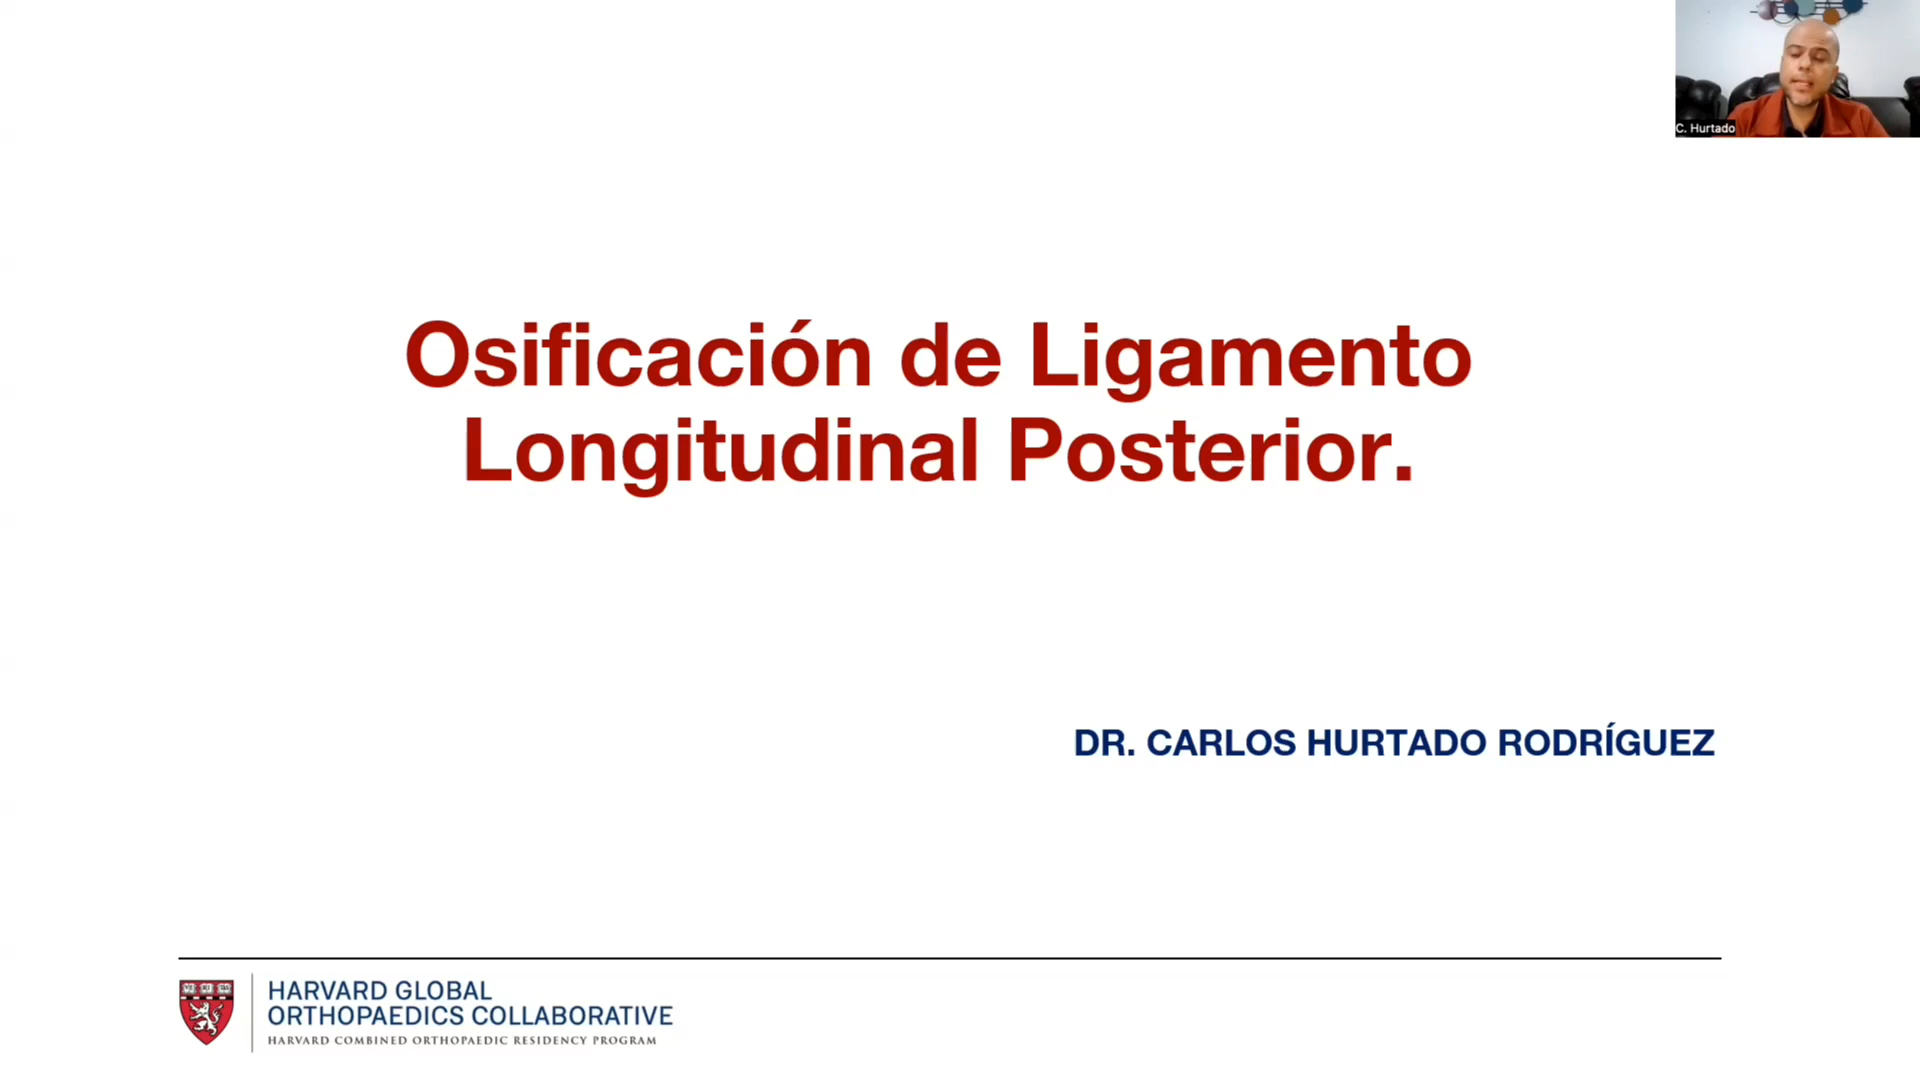 C. Hurtado
Osificación de Ligamento
Longitudinal Posterior.
DR. CARLOS HURTADO RODRÍGUEZ
HARVARD GLOBAL
ORTHOPAEDICS COLLABORATIVE
HARVARD COMBINED ORTHOPAEDIC RESIDENCY PROGRAM